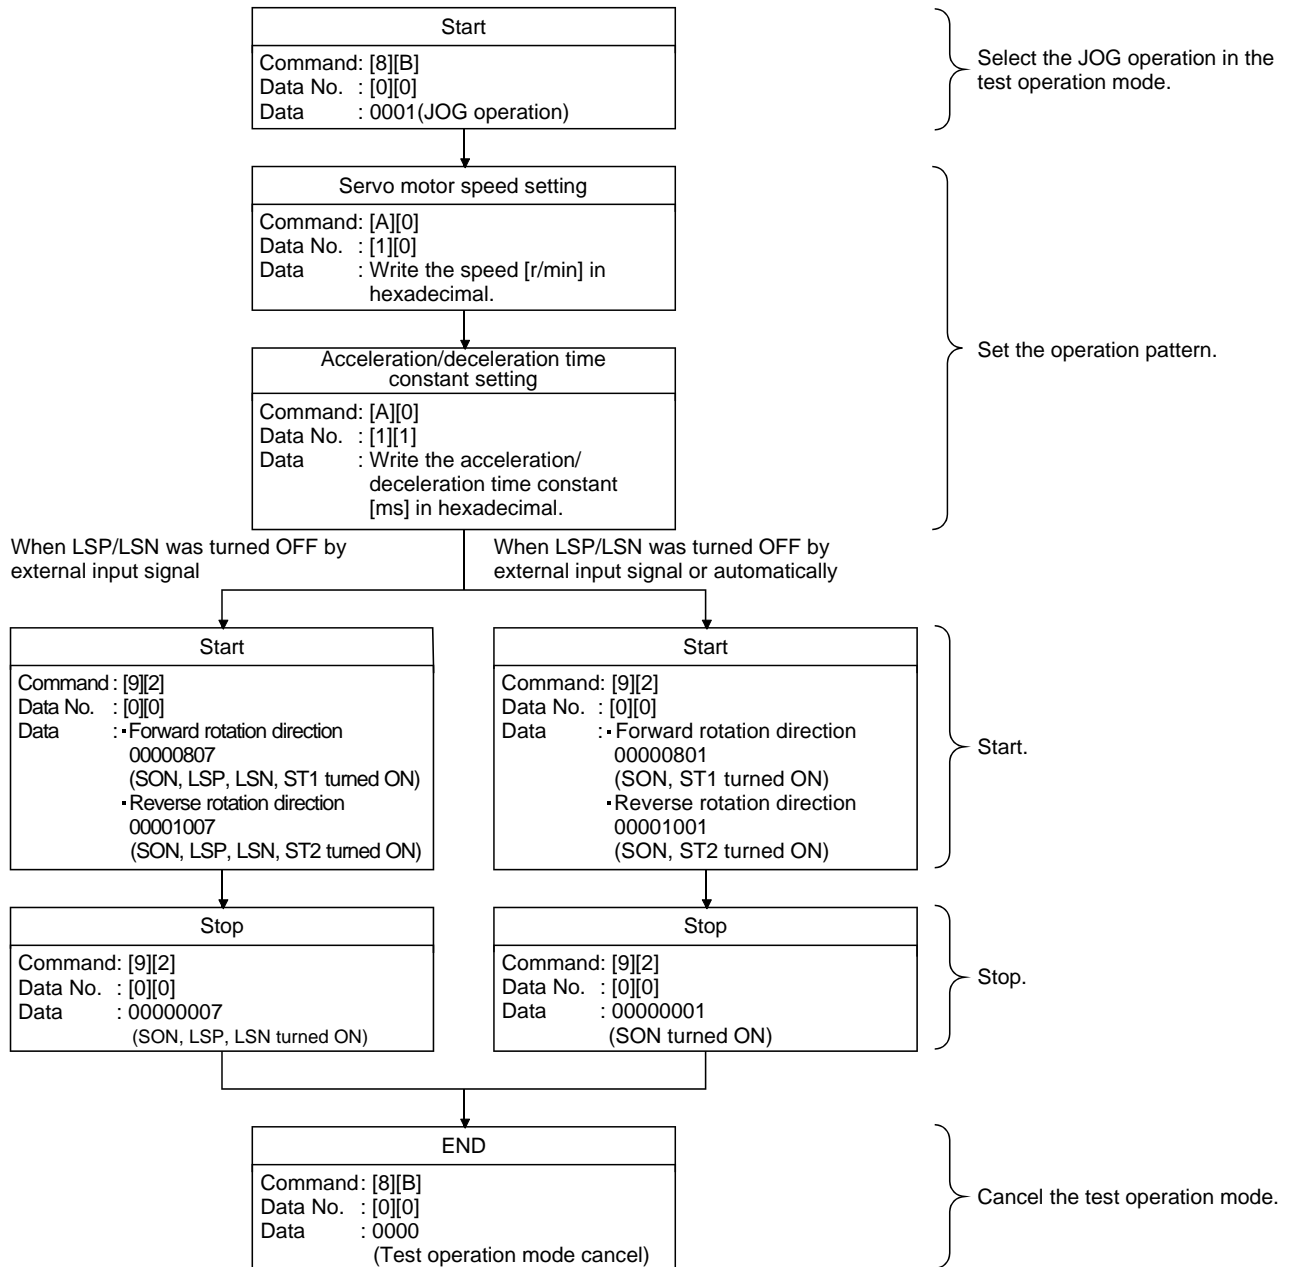 Start
Command: [8][B]
Data No. : [0][0]
Data : 0001(JOG operation)
Select the JOG operation in the
test operation mode.
Servo motor speed setting
Command: [A][0]
Data No. : [1][0]
Data : Write the speed [r/min] in
hexadecimal.
Acceleration/deceleration time
constant setting
Command: [A][0]
Data No. : [1][1]
Data : Write the acceleration/
deceleration time constant
[ms] in hexadecimal.
Set the operation pattern.
When LSP/LSN was turned OFF by
external input signal
When LSP/LSN was turned OFF by
external input signal or automatically
Start
Command : [9][2]
Data No. : [0][0]
Data : ･Forward rotation direction
00000807
(SON, LSP, LSN, ST1 turned ON)
･Reverse rotation direction
00001007
(SON, LSP, LSN, ST2 turned ON)
Start
Command: [9][2]
Data No. : [0][0]
Data : ･Forward rotation direction
00000801
(SON, ST1 turned ON)
･Reverse rotation direction
00001001
(SON, ST2 turned ON)
Start.
Stop
Command: [9][2]
Data No. : [0][0]
Data : 00000007
(SON, LSP, LSN turned ON)
Stop
Command: [9][2]
Data No. : [0][0]
Data : 00000001
(SON turned ON)
Stop.
END
Command: [8][B]
Data No. : [0][0]
Data : 0000
(Test operation mode cancel)
Cancel the test operation mode.